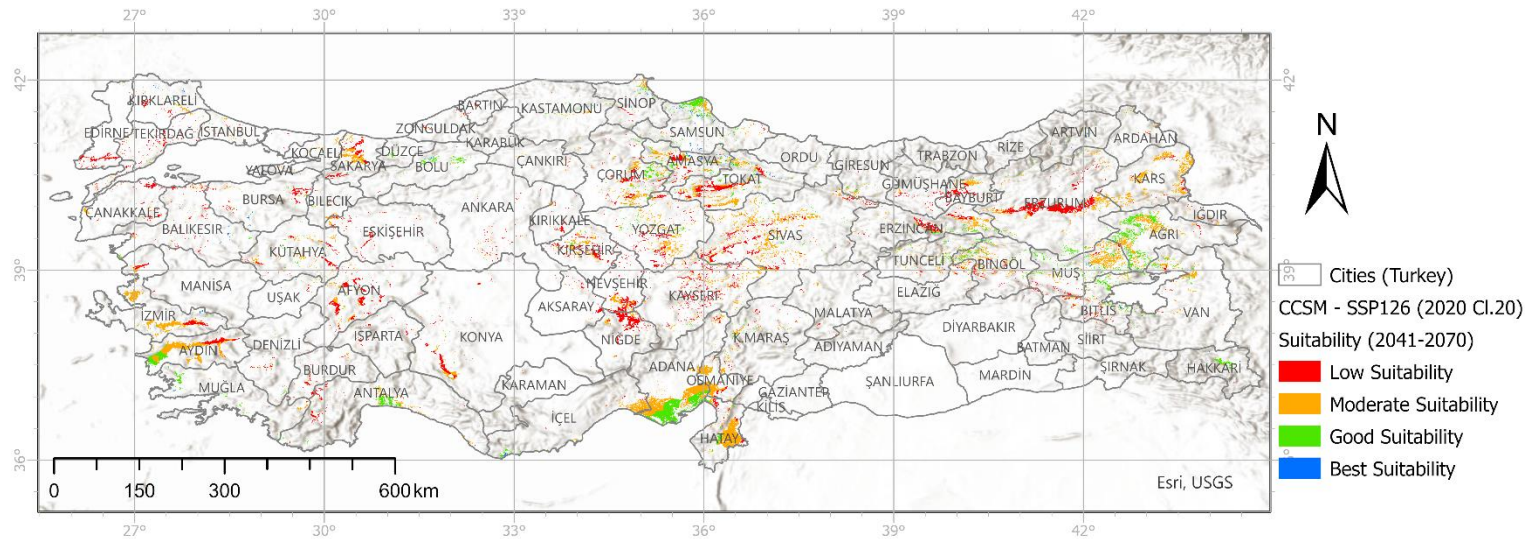 27° 30° 33° 36° 39° 42°
42° 42°
KIRKLARELİ
EDİRNE TEKİRDAĞ İSTANBUL
BARTIN KASTAMONU SİNOP
ZONGULDAK KARABÜK SAMSUN
ARTVİN ARDAHAN
KOCAELİ SAKARYA DÜZCE BOLU ÇANKIRI
YALOVA
AMASYA ORDU GİRESUN TRABZON RİZE
ÇORUM TOKAT GÜMÜŞHANE BAYBURT KARS
ÇANAKKALE BURSA BİLECİK ANKARA
ERZURUM IĞDIR
BALIKESİR ESKİŞEHİR KIRIKKALE YOZGAT SİVAS ERZİNCAN AĞRI
KÜTAHYA KIRŞEHİR
TUNCELİ BİNGÖL MUŞ
39° 39°
MANİSA UŞAK AFYON AKSARAY NEVŞEHİR KAYSERİ ELAZIĞ
İZMİR KONYA MALATYA BİTLİS VAN
AYDIN DENİZLİ ISPARTA NİĞDE K.MARAŞ ADIYAMAN DİYARBAKIR BATMAN SİİRT
MUĞLA BURDUR ANTALYA KARAMAN ADANA OSMANİYE GAZİANTEP ŞANLIURFA MARDİN ŞIRNAK HAKKARİ
KİLİS
İÇEL
HATAY
36°
0 150 300 600 km
Esri, USGS
27° 30° 33° 36° 39° 42°
N
Cities (Turkey)
CCSM - SSP126 (2020 Cl.20)
Suitability (2041-2070)
Low Suitability
Moderate Suitability
Good Suitability
Best Suitability